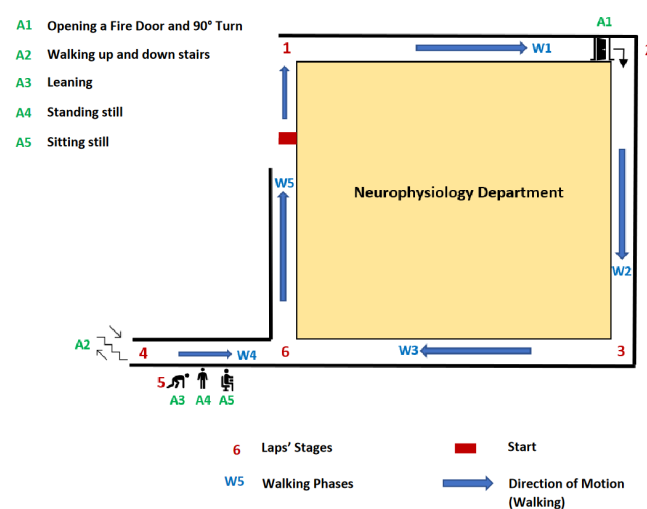 A1 Opening a Fire Door and 90° Turn
A2 Walking up and down stairs
A3 Leaning
A4 Standing still
A5 Sitting still
A1
1
W1
2
W5
Neurophysiology Department
W2
A2
4
W4
6
W3
3
5
A3 A4 A5
6 Laps' Stages
Start
W5 Walking Phases
Direction of Motion
(Walking)